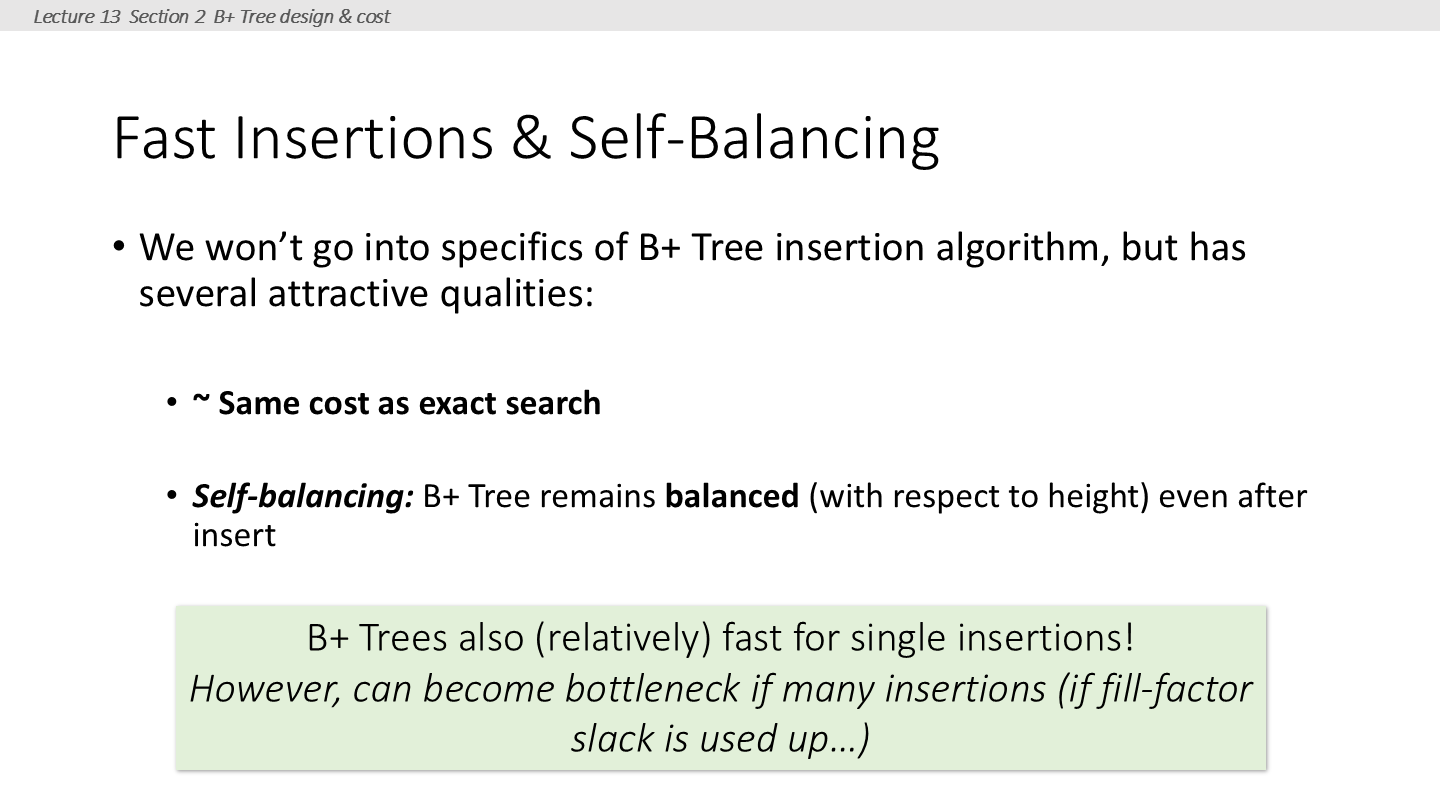 Lecture 13 Section 2 B+ Tree design & cost
Fast Insertions & Self-Balancing
• We won’t go into specifics of B+ Tree insertion algorithm, but has
several attractive qualities:
• ~ Same cost as exact search
• Self-balancing: B+ Tree remains balanced (with respect to height) even after
insert
B+ Trees also (relatively) fast for single insertions!
However, can become bottleneck if many insertions (if fill-factor
slack is used up…)